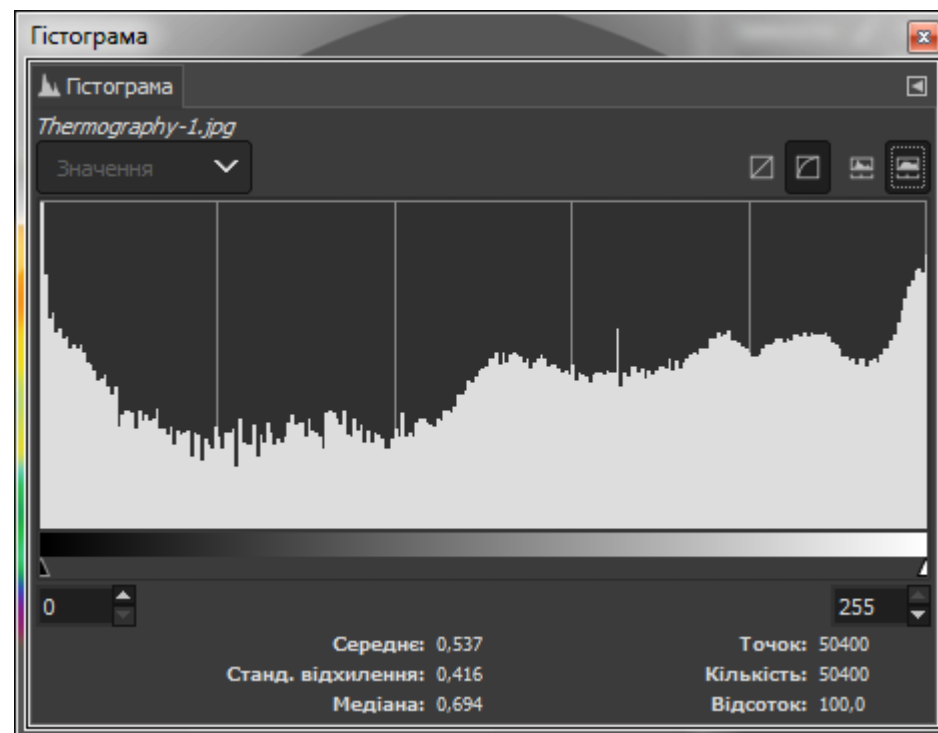 Гістограма
Гістограма
Thermography-1.jpg
Значення
0 255
Середнє: 0,537 Точок: 50400
Станд. відхилення: 0,416 Кількість: 50400
Медіана: 0,694 Відсоток: 100,0